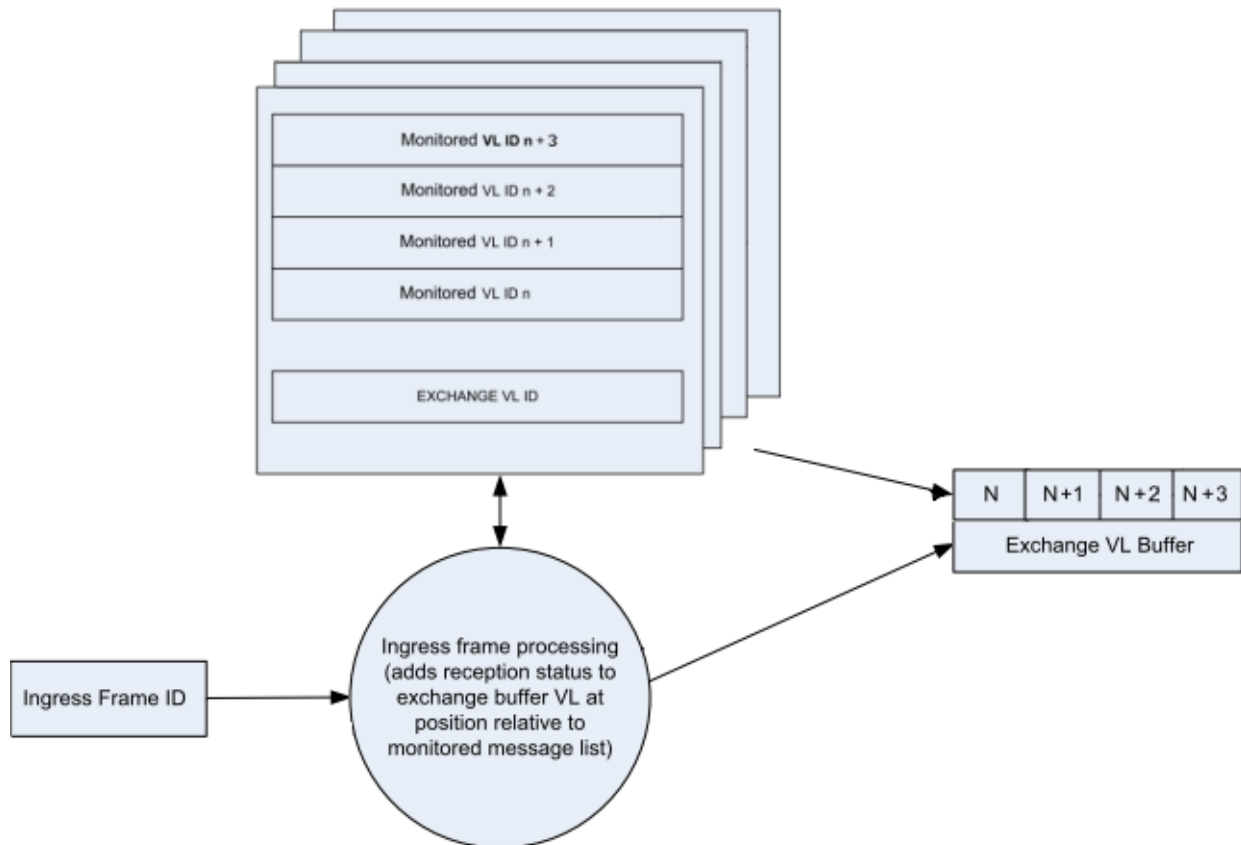 Monitored VL ID n + 3
Monitored VL ID n + 2
Monitored VL ID n + 1
Monitored VL ID n
EXCHANGE VL ID
N N+1 N+2 N+3
Exchange VL Buffer
Ingress Frame ID
Ingress frame processing
(adds reception status to
exchange buffer VL at
position relative to
monitored message list)